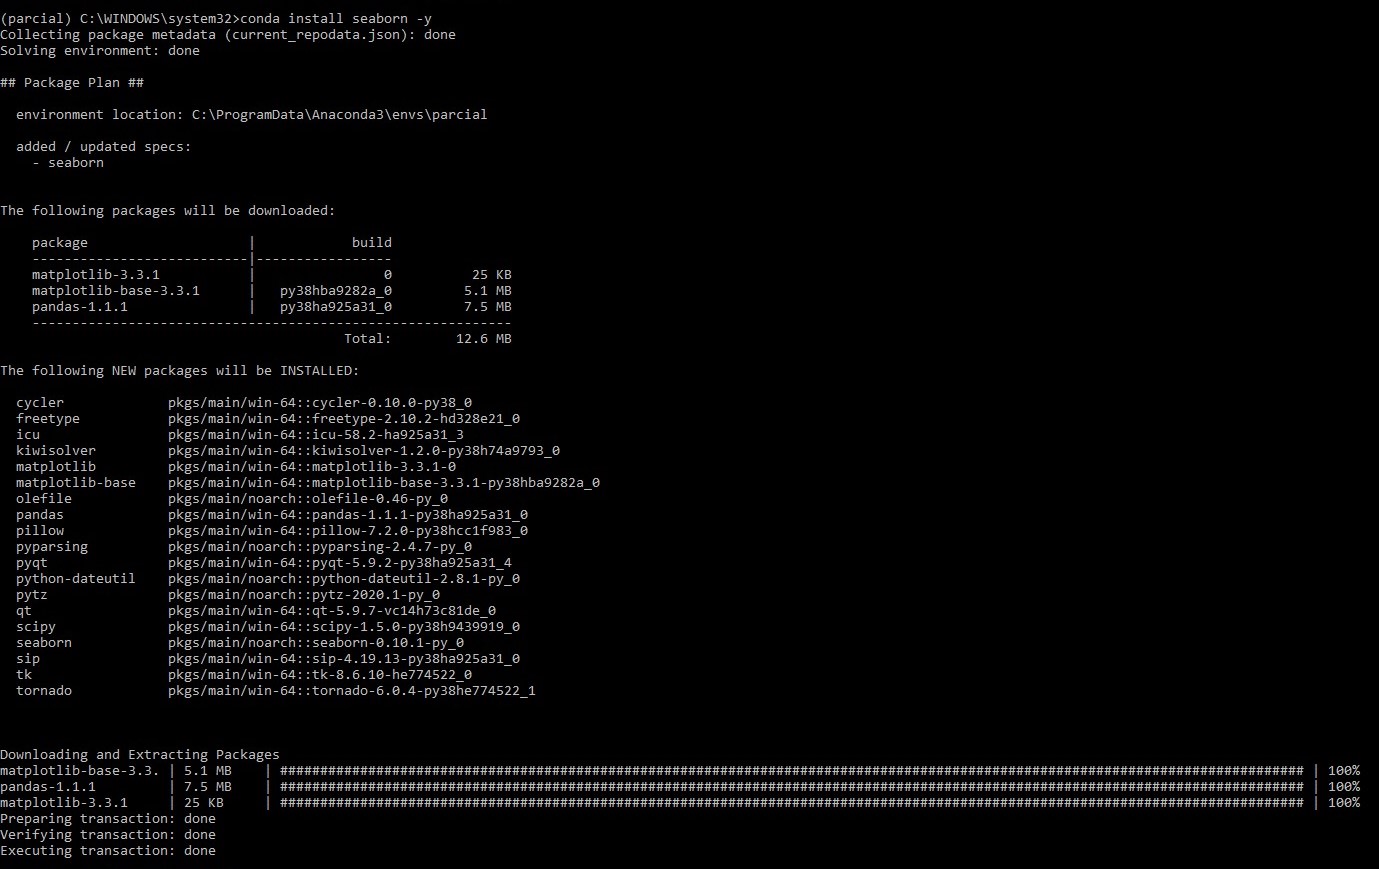 (parcial) C:\WINDOWS\system32>conda install seaborn -y
Collecting package metadata (current_repodata.json): done
Solving environment: done
## Package Plan ##
  environment location: C:\ProgramData\Anaconda3\envs\parcial
  added / updated specs:
    - seaborn
The following packages will be downloaded:
    package                    |            build
    ---------------------------|-----------------
    matplotlib-3.3.1           |                0          25 KB
    matplotlib-base-3.3.1      |   py38hba9282a_0         5.1 MB
    pandas-1.1.1               |   py38ha925a31_0         7.5 MB
    ------------------------------------------------------------
                                           Total:        12.6 MB
The following NEW packages will be INSTALLED:
  cycler             pkgs/main/win-64::cycler-0.10.0-py38_0
  freetype           pkgs/main/win-64::freetype-2.10.2-hd328e21_0
  icu                pkgs/main/win-64::icu-58.2-ha925a31_3
  kiwisolver         pkgs/main/win-64::kiwisolver-1.2.0-py38h74a9793_0
  matplotlib         pkgs/main/win-64::matplotlib-3.3.1-0
  matplotlib-base    pkgs/main/win-64::matplotlib-base-3.3.1-py38hba9282a_0
  olefile            pkgs/main/noarch::olefile-0.46-py_0
  pandas             pkgs/main/win-64::pandas-1.1.1-py38ha925a31_0
  pillow             pkgs/main/win-64::pillow-7.2.0-py38hcc1f983_0
  pyparsing          pkgs/main/noarch::pyparsing-2.4.7-py_0
  pyqt               pkgs/main/win-64::pyqt-5.9.2-py38ha925a31_4
  python-dateutil    pkgs/main/noarch::python-dateutil-2.8.1-py_0
  pytz               pkgs/main/noarch::pytz-2020.1-py_0
  qt                 pkgs/main/win-64::qt-5.9.7-vc14h73c81de_0
  scipy              pkgs/main/win-64::scipy-1.5.0-py38h9439919_0
  seaborn            pkgs/main/noarch::seaborn-0.10.1-py_0
  sip                pkgs/main/win-64::sip-4.19.13-py38ha925a31_0
  tk                 pkgs/main/win-64::tk-8.6.10-he774522_0
  tornado            pkgs/main/win-64::tornado-6.0.4-py38he774522_1
Downloading and Extracting Packages
matplotlib-base-3.3. | 5.1 MB    | ################################################################################################################################ | 100%
pandas-1.1.1         | 7.5 MB    | ################################################################################################################################ | 100%
matplotlib-3.3.1     | 25 KB     | ################################################################################################################################ | 100%
Preparing transaction: done
Verifying transaction: done
Executing transaction: done